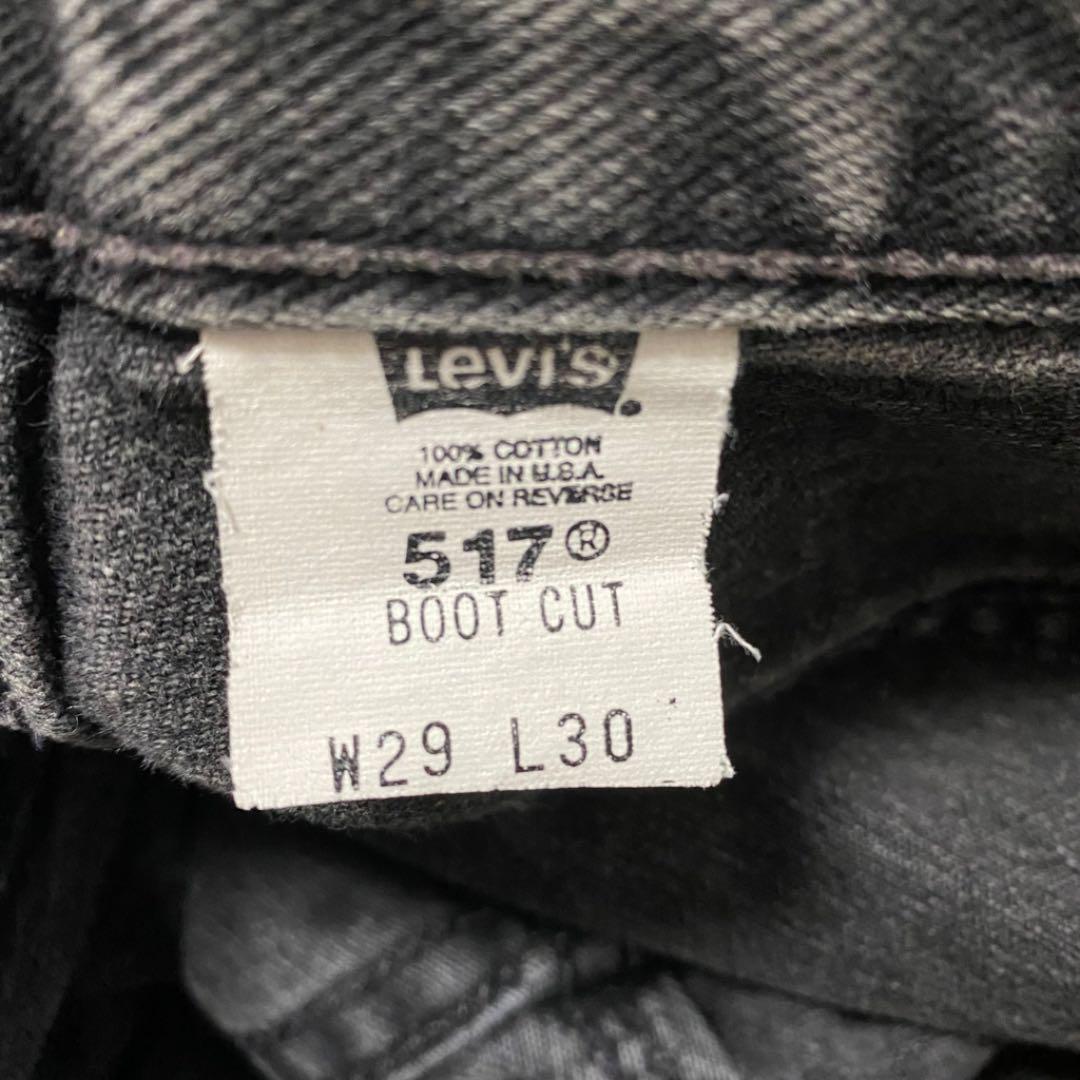 Levi's
100% COTTON
MADE IN U.S.A.
CARE ON REVERSE
517®
BOOT CUT
W29 L30